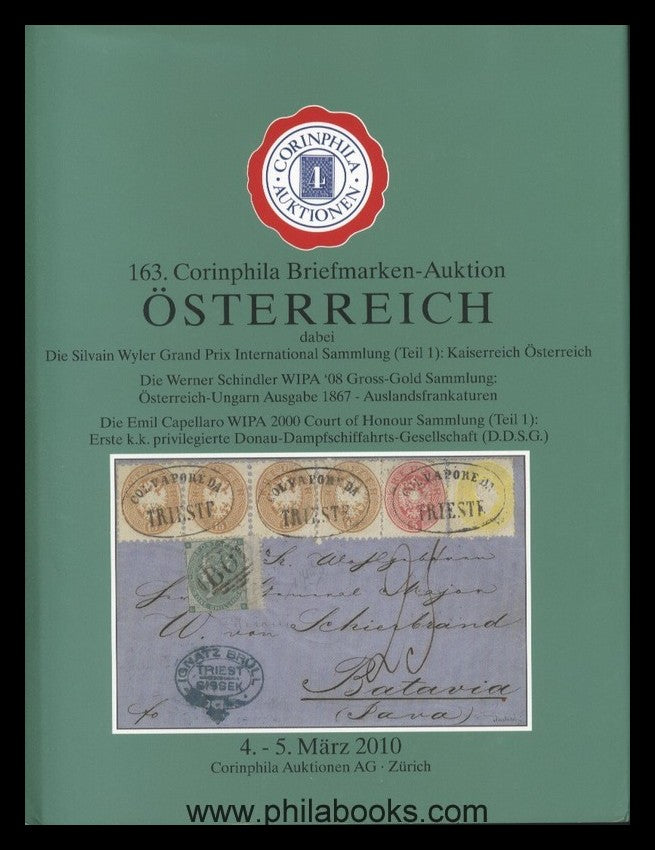 CORINPHILA
4
AUKTIONEN
163. Corinphila Briefmarken-Auktion
ÖSTERREICH
dabei
Die Silvain Wyler Grand Prix International Sammlung (Teil 1): Kaiserreich Österreich
Die Werner Schindler WIPA '08 Gross-Gold Sammlung:
Österreich-Ungarn Ausgabe 1867 - Auslandsfrankaturen
Die Emil Capellaro WIPA 2000 Court of Honour Sammlung (Teil 1):
Erste k.k. privilegierte Donau-Dampfschiffahrts-Gesellschaft (D.D.S.G.)
COL VAPORE DA
TRIESTE
COL VAPORE DA
TRIESTE
COL VAPORE DA
TRIESTE
W. von Schierbrand
IGNATZ BRÜLL
TRIEST
SISSEK
Batavia
(Java)
4. - 5. März 2010
Corinphila Auktionen AG · Zürich
www.philabooks.com